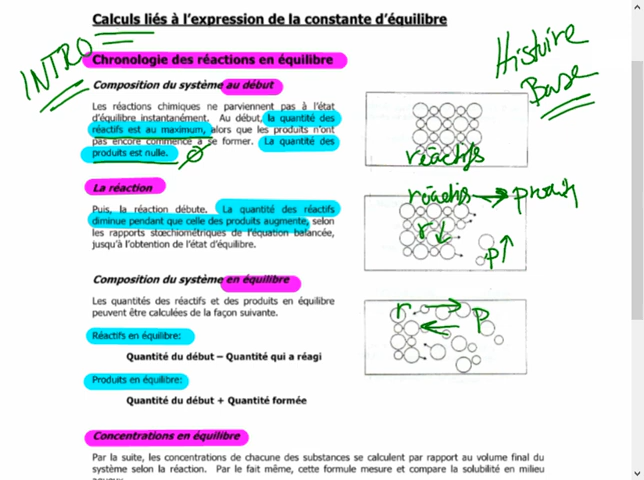 Calculs liés à l'expression de la constante d'équilibre
INTRO
Histoire
Base
Chronologie des réactions en équilibre
Composition du système au début
Les réactions chimiques ne parviennent pas à l'état
d'équilibre instantanément. Au début, la quantité des
réactifs est au maximum, alors que les produits n'ont
pas encore commencé à se former. La quantité des
produits est nulle.
réactifs
La réaction
Puis, la réaction débute. La quantité des réactifs
diminue pendant que celle des produits augmente, selon
les rapports stœchiométriques de l'équation balancée,
jusqu'à l'obtention de l'état d'équilibre.
réactifs → produits
r↓
p↑
Composition du système en équilibre
Les quantités des réactifs et des produits en équilibre
peuvent être calculées de la façon suivante.
r → p
←
Réactifs en équilibre:
Quantité du début – Quantité qui a réagi
Produits en équilibre:
Quantité du début + Quantité formée
Concentrations en équilibre
Par la suite, les concentrations de chacune des substances se calculent par rapport au volume final du
système selon la réaction. Par le fait même, cette formule mesure et compare la solubilité en milieu